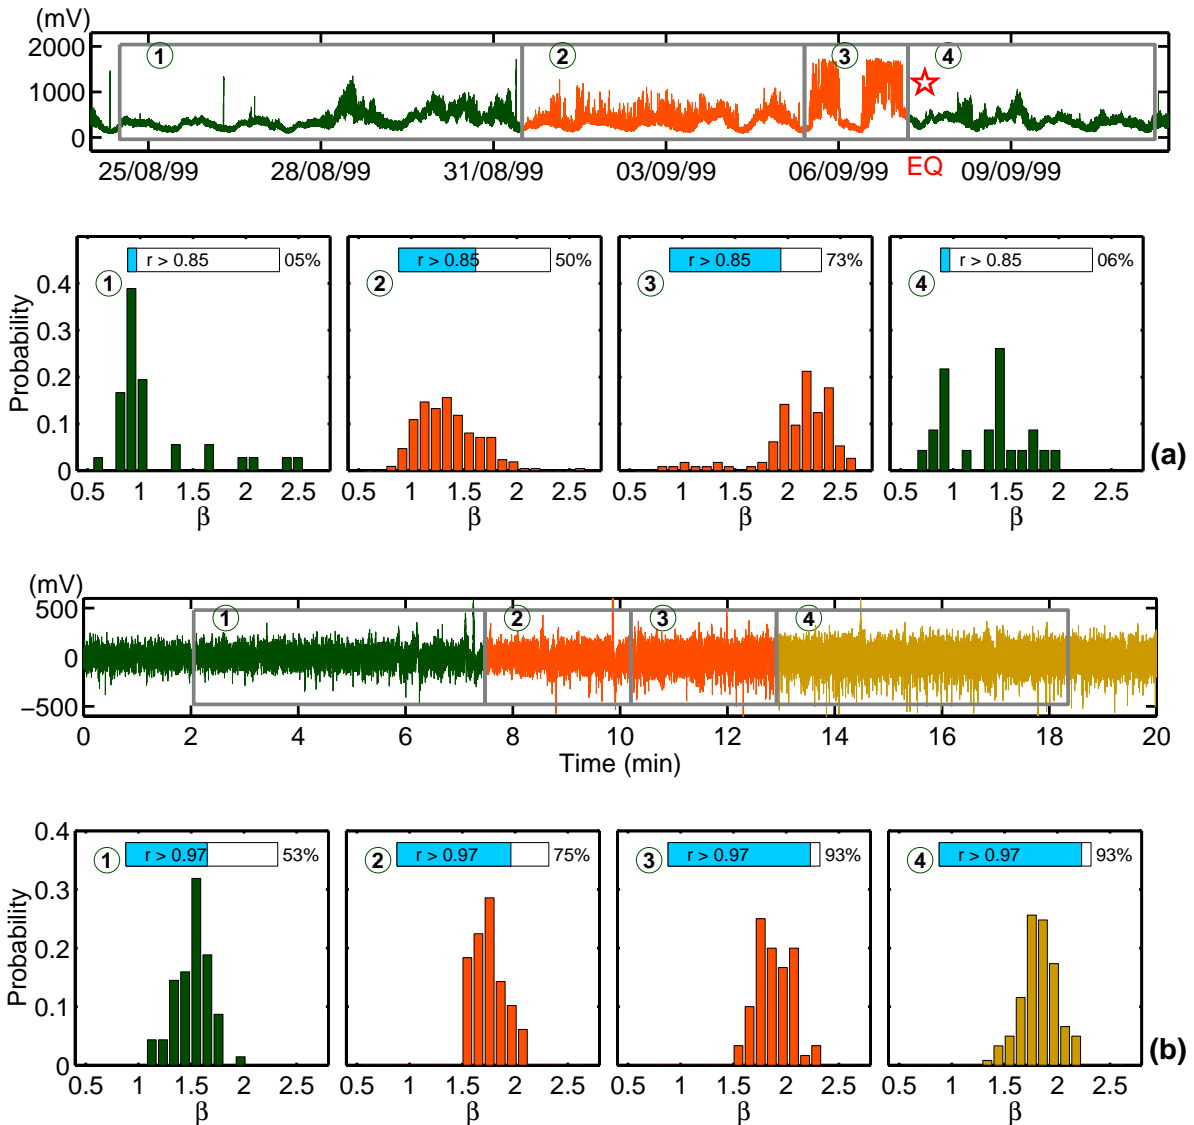 (mV)
2000
1000
0
1 2 3 4
25/08/99 28/08/99 31/08/99 03/09/99 06/09/99 EQ 09/09/99
Probability
0.4
0.3
0.2
0.1
0
1 r > 0.85 05%
2 r > 0.85 50%
3 r > 0.85 73%
4 r > 0.85 06%
(a)
0.5 1 1.5 2 2.5 0.5 1 1.5 2 2.5 0.5 1 1.5 2 2.5 0.5 1 1.5 2 2.5
β β β β
(mV)
500
0
−500
1 2 3 4
0 2 4 6 8 10 12 14 16 18 20
Time (min)
Probability
0.4
0.3
0.2
0.1
0
1 r > 0.97 53%
2 r > 0.97 75%
3 r > 0.97 93%
4 r > 0.97 93%
(b)
0.5 1 1.5 2 2.5 0.5 1 1.5 2 2.5 0.5 1 1.5 2 2.5 0.5 1 1.5 2 2.5
β β β β